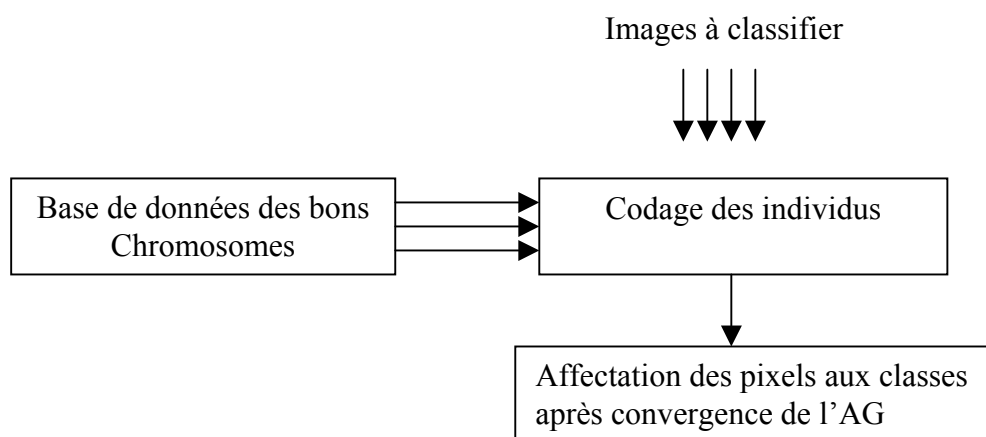 Images à classifier
Base de données des bons
Chromosomes
Codage des individus
Affectation des pixels aux classes
après convergence de l'AG